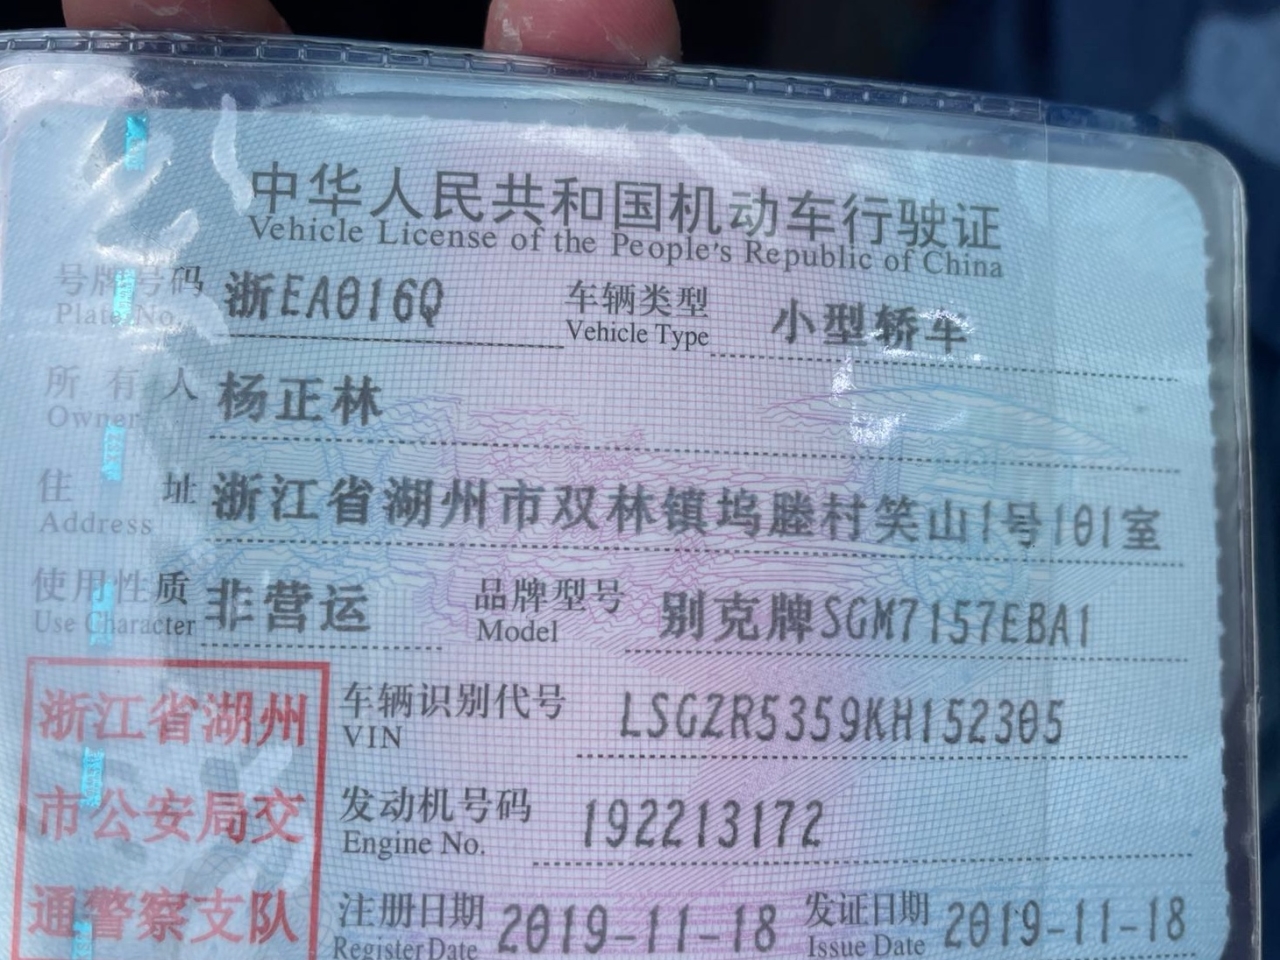 中华人民共和国机动车行驶证
Vehicle License of the People's Republic of China
号牌号码 浙EA016Q 车辆类型 小型轿车
Plate No. Vehicle Type
所有人 杨正林
Owner
住址 浙江省湖州市双林镇坞塍村笑山1号101室
Address
使用性质 非营运 品牌型号 别克牌SGM7157EBA1
Use Character Model
浙江省湖州
市公安局交
通警察支队
车辆识别代号 LSGZR5359KH152305
VIN
发动机号码 192213172
Engine No.
注册日期 2019-11-18 发证日期 2019-11-18
Register Date Issue Date